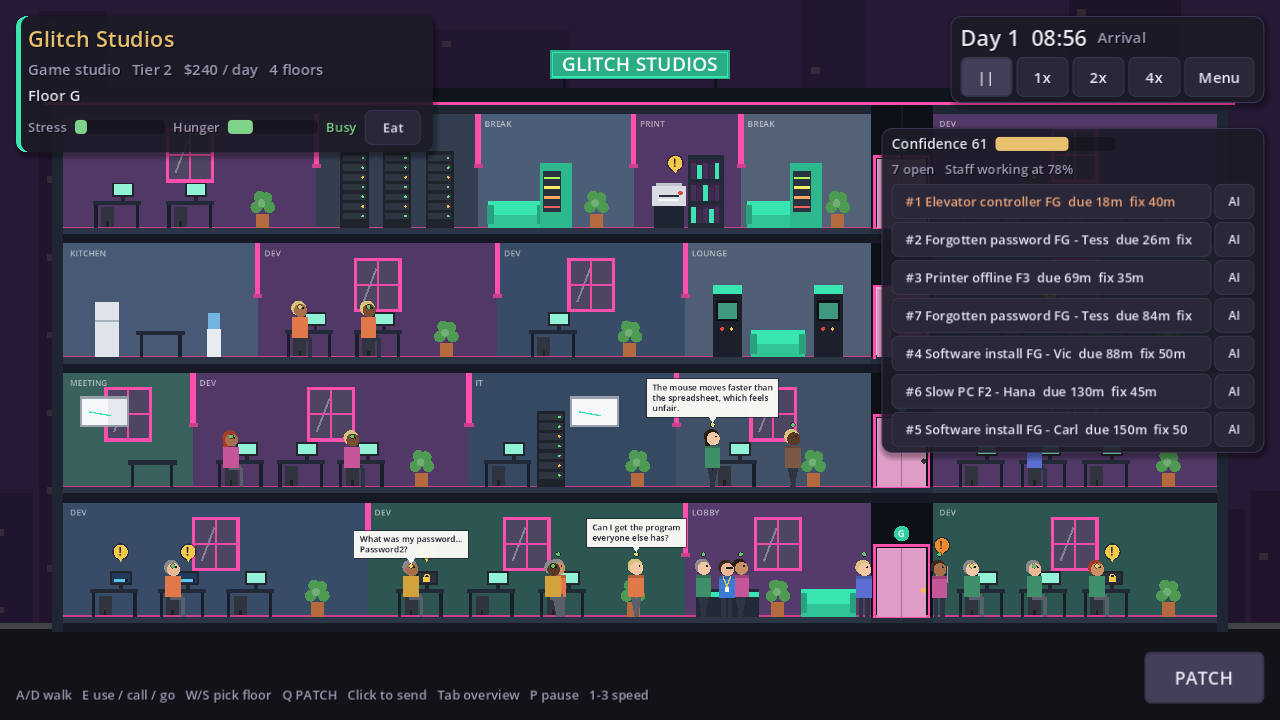 Glitch Studios
Game studio Tier 2 $240 / day 4 floors
Floor G
Stress Hunger Busy Eat
GLITCH STUDIOS
Day 1 08:56 Arrival
|| 1x 2x 4x Menu
Confidence 61
7 open Staff working at 78%
#1 Elevator controller FG due 18m fix 40m AI
#2 Forgotten password FG - Tess due 26m fix AI
#3 Printer offline F3 due 69m fix 35m AI
#7 Forgotten password FG - Tess due 84m fix AI
#4 Software install FG - Vic due 88m fix 50m AI
#6 Slow PC F2 - Hana due 130m fix 45m AI
#5 Software install FG - Carl due 150m fix 50 AI
BREAK PRINT BREAK DEV
KITCHEN DEV DEV LOUNGE
MEETING DEV IT
The mouse moves faster than
the spreadsheet, which feels
unfair.
DEV DEV LOBBY DEV
What was my password...
Password2?
Can I get the program
everyone else has?
G
PATCH
A/D walk E use / call / go W/S pick floor Q PATCH Click to send Tab overview P pause 1-3 speed